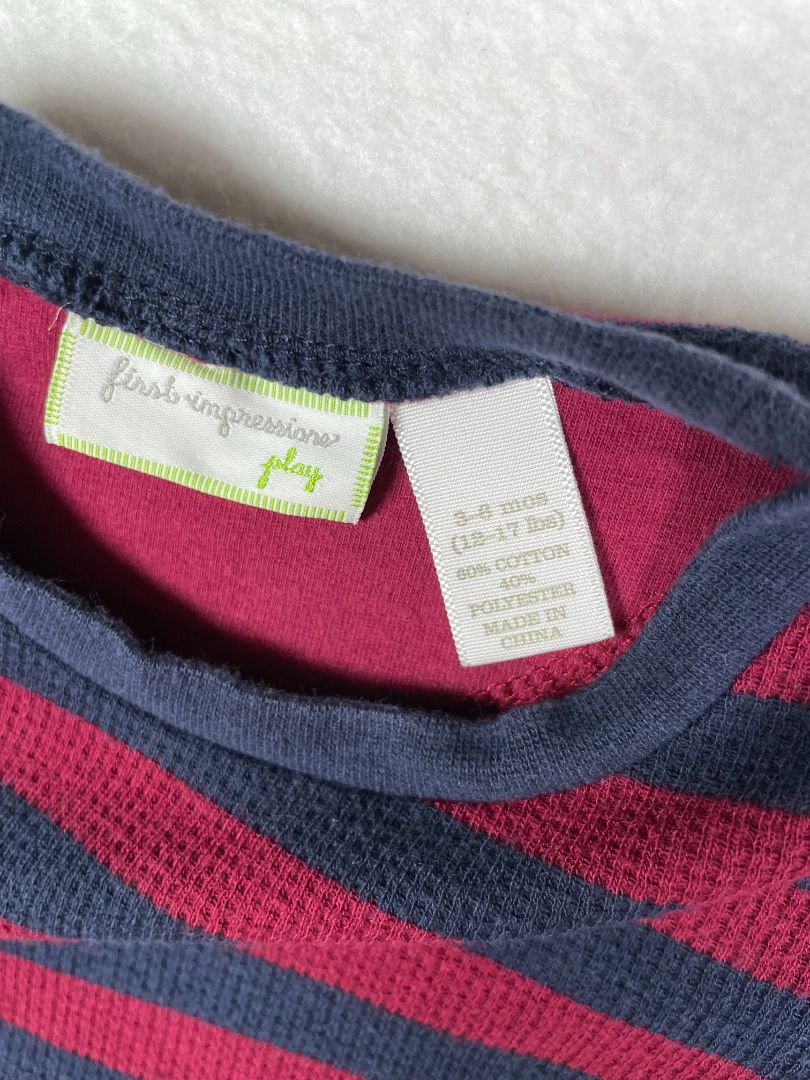 first impressions
play
3-6 mos
(12-17 lbs)
60% COTTON
40%
POLYESTER
MADE IN
CHINA